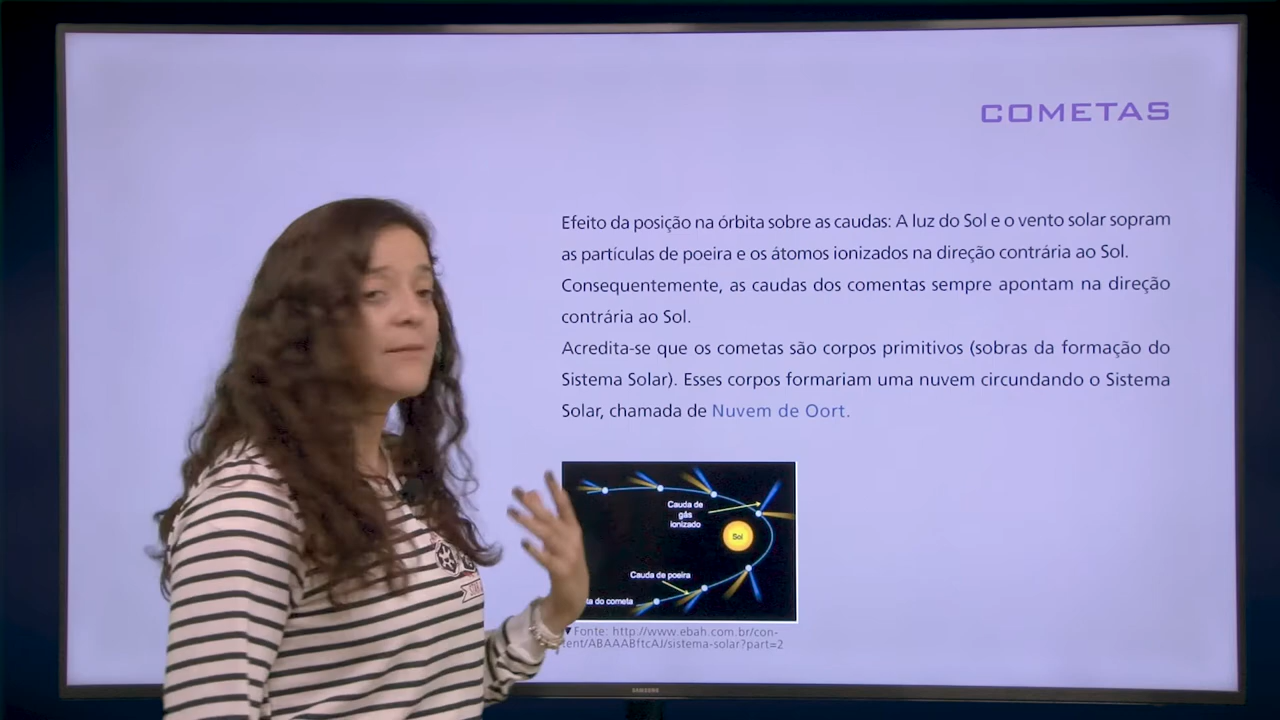 COMETAS
Efeito da posição na órbita sobre as caudas: A luz do Sol e o vento solar sopram
as partículas de poeira e os átomos ionizados na direção contrária ao Sol.
Consequentemente, as caudas dos comentas sempre apontam na direção
contrária ao Sol.
Acredita-se que os cometas são corpos primitivos (sobras da formação do
Sistema Solar). Esses corpos formariam uma nuvem circundando o Sistema
Solar, chamada de Nuvem de Oort.
Cauda de
gás
ionizado
Sol
Cauda de poeira
do cometa
Fonte: http://www.ebah.com.br/con-
tent/ABAAABftcAJ/sistema-solar?part=2
SAMSUNG